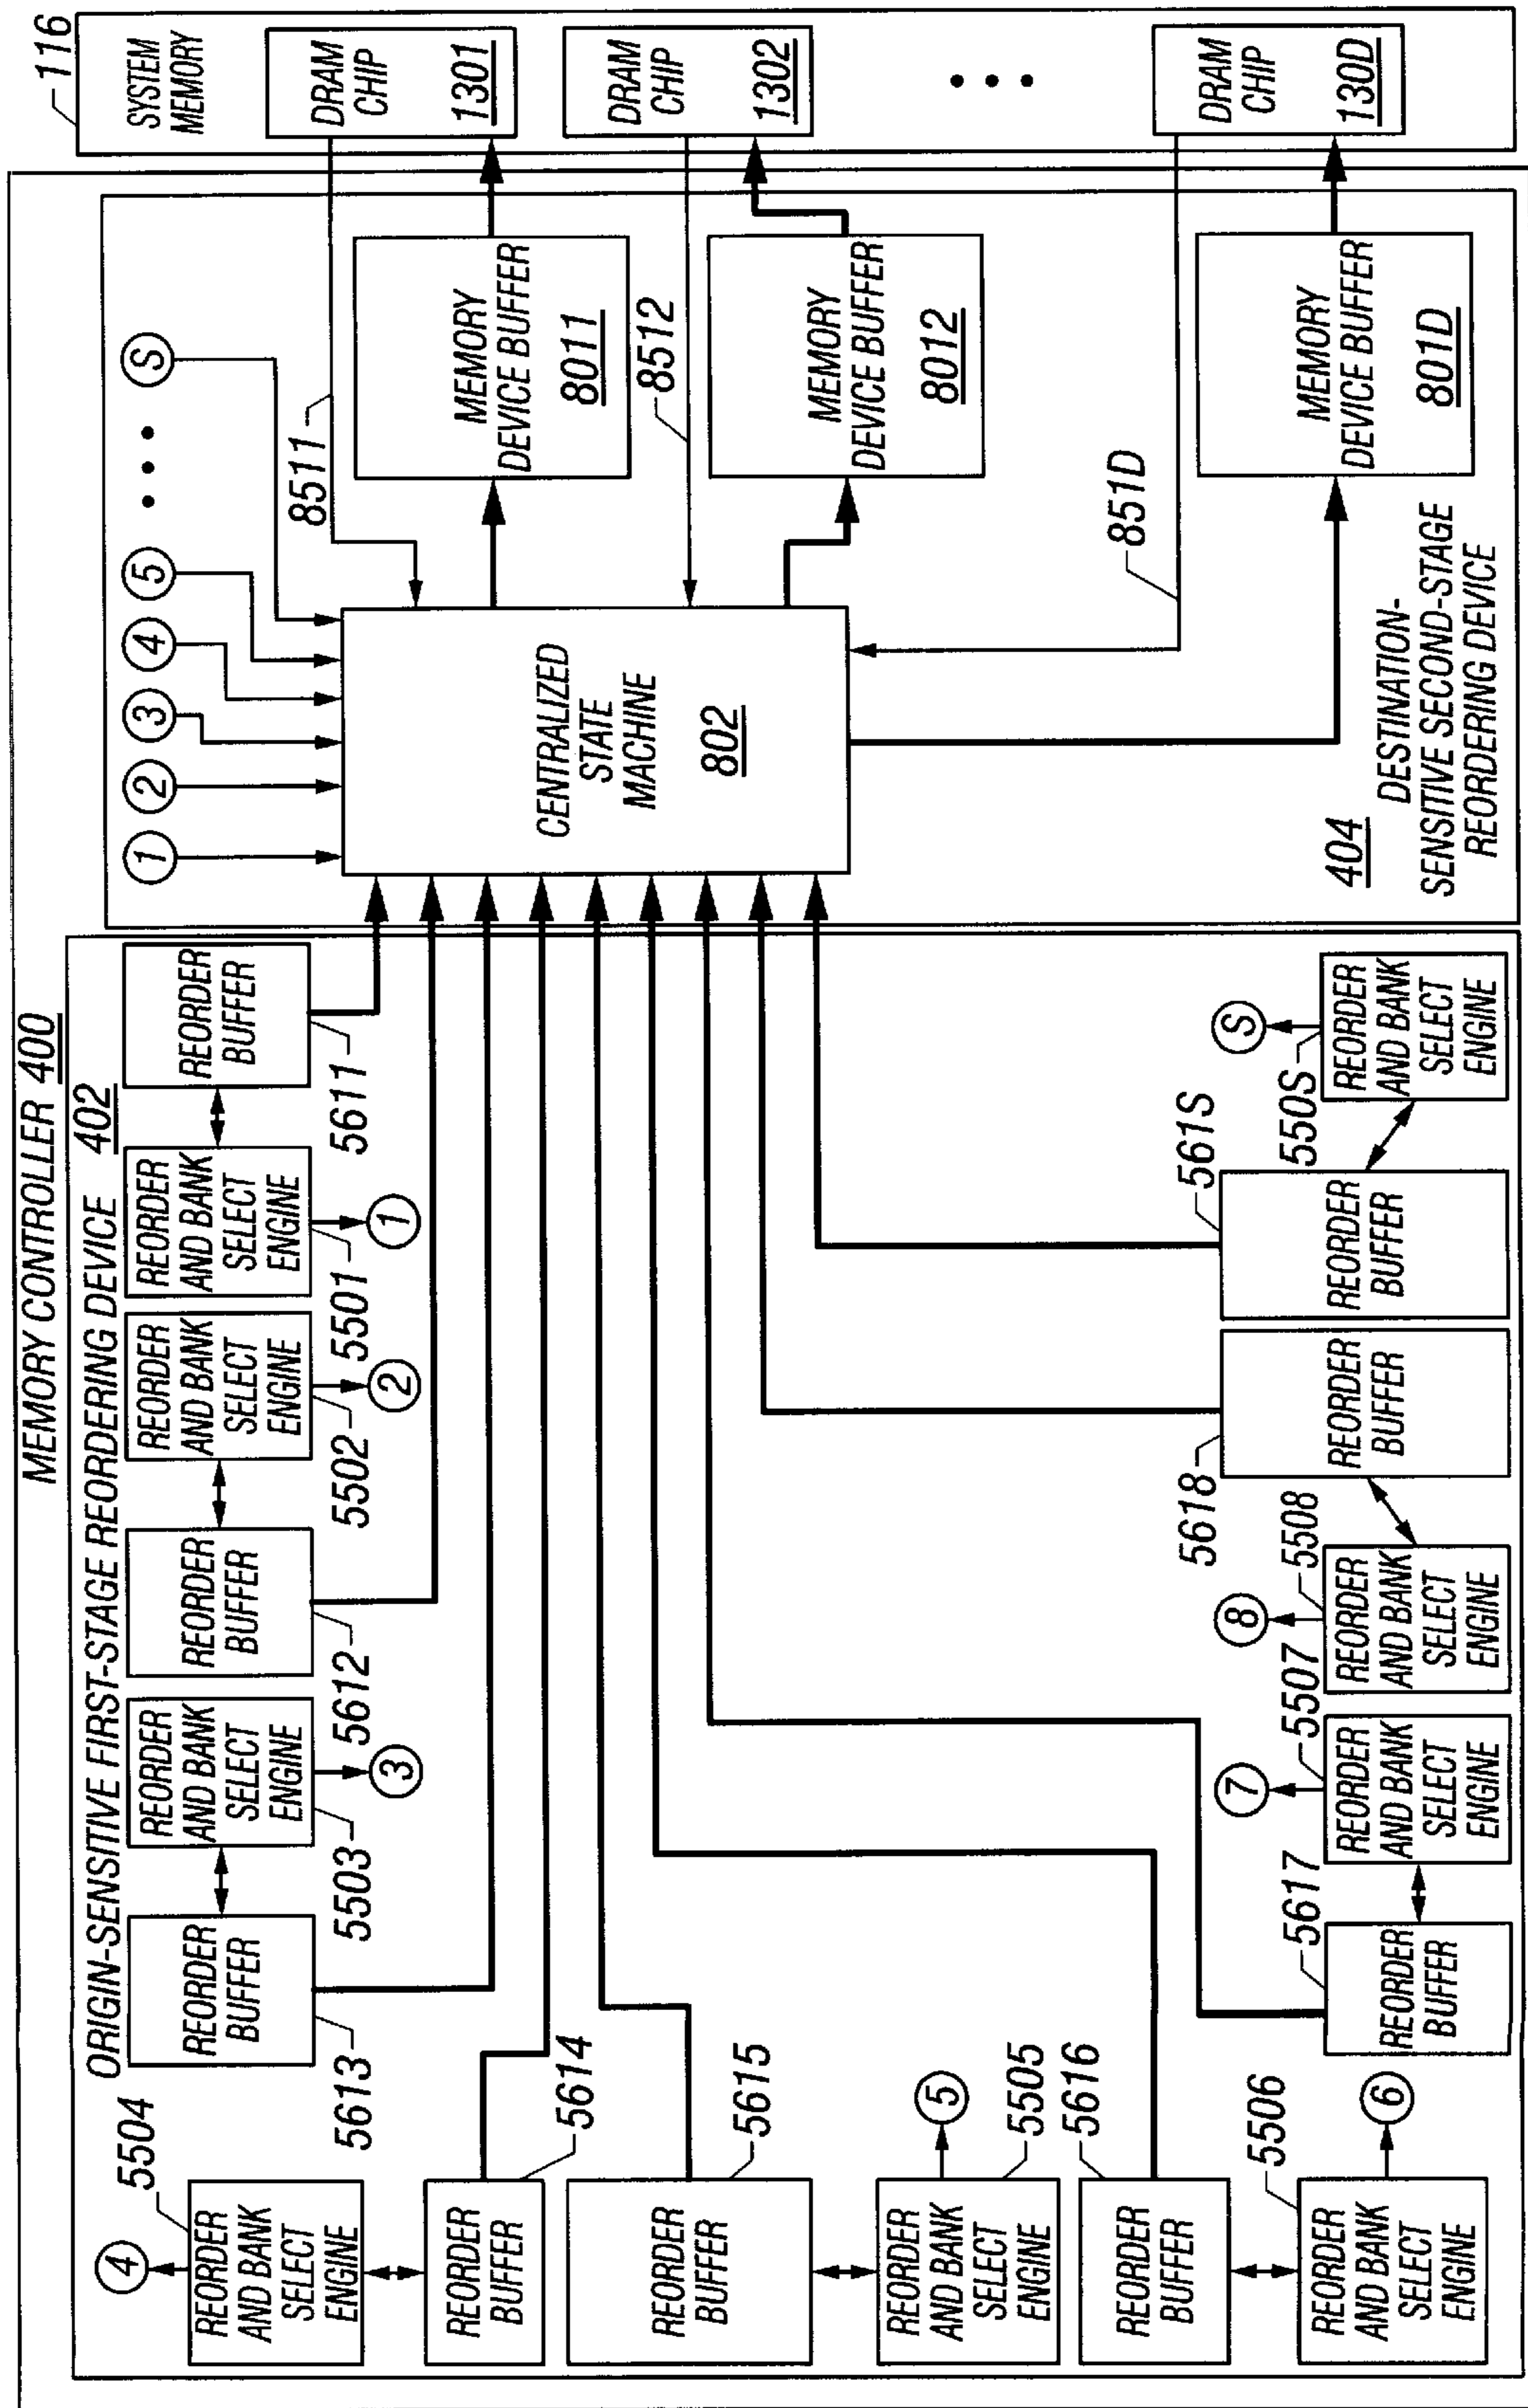 MEMORY CONTROLLER 400
ORIGIN-SENSITIVE FIRST-STAGE REORDERING DEVICE 402
5504
4
REORDER
AND BANK
SELECT
ENGINE
REORDER
BUFFER
5614
REORDER
BUFFER
5615
REORDER
AND BANK
SELECT
ENGINE
5
5505
REORDER
BUFFER
5616
REORDER
AND BANK
SELECT
ENGINE
5506
6
REORDER
BUFFER
5613
REORDER
AND BANK
SELECT
ENGINE
5503
3
REORDER
BUFFER
5612
REORDER
AND BANK
SELECT
ENGINE
5502
2
REORDER
AND BANK
SELECT
ENGINE
5501
1
REORDER
BUFFER
5611
REORDER
BUFFER
5617
REORDER
AND BANK
SELECT
ENGINE
5507
7
REORDER
AND BANK
SELECT
ENGINE
5508
8
REORDER
BUFFER
5618
REORDER
BUFFER
561S
REORDER
AND BANK
SELECT
ENGINE
550S
S
1
2
3
4
5
• • •
S
CENTRALIZED
STATE
MACHINE
802
8511
8512
851D
MEMORY
DEVICE BUFFER
8011
MEMORY
DEVICE BUFFER
8012
MEMORY
DEVICE BUFFER
801D
404
DESTINATION-
SENSITIVE SECOND-STAGE
REORDERING DEVICE
116
SYSTEM
MEMORY
DRAM
CHIP
1301
DRAM
CHIP
1302
• • •
DRAM
CHIP
130D